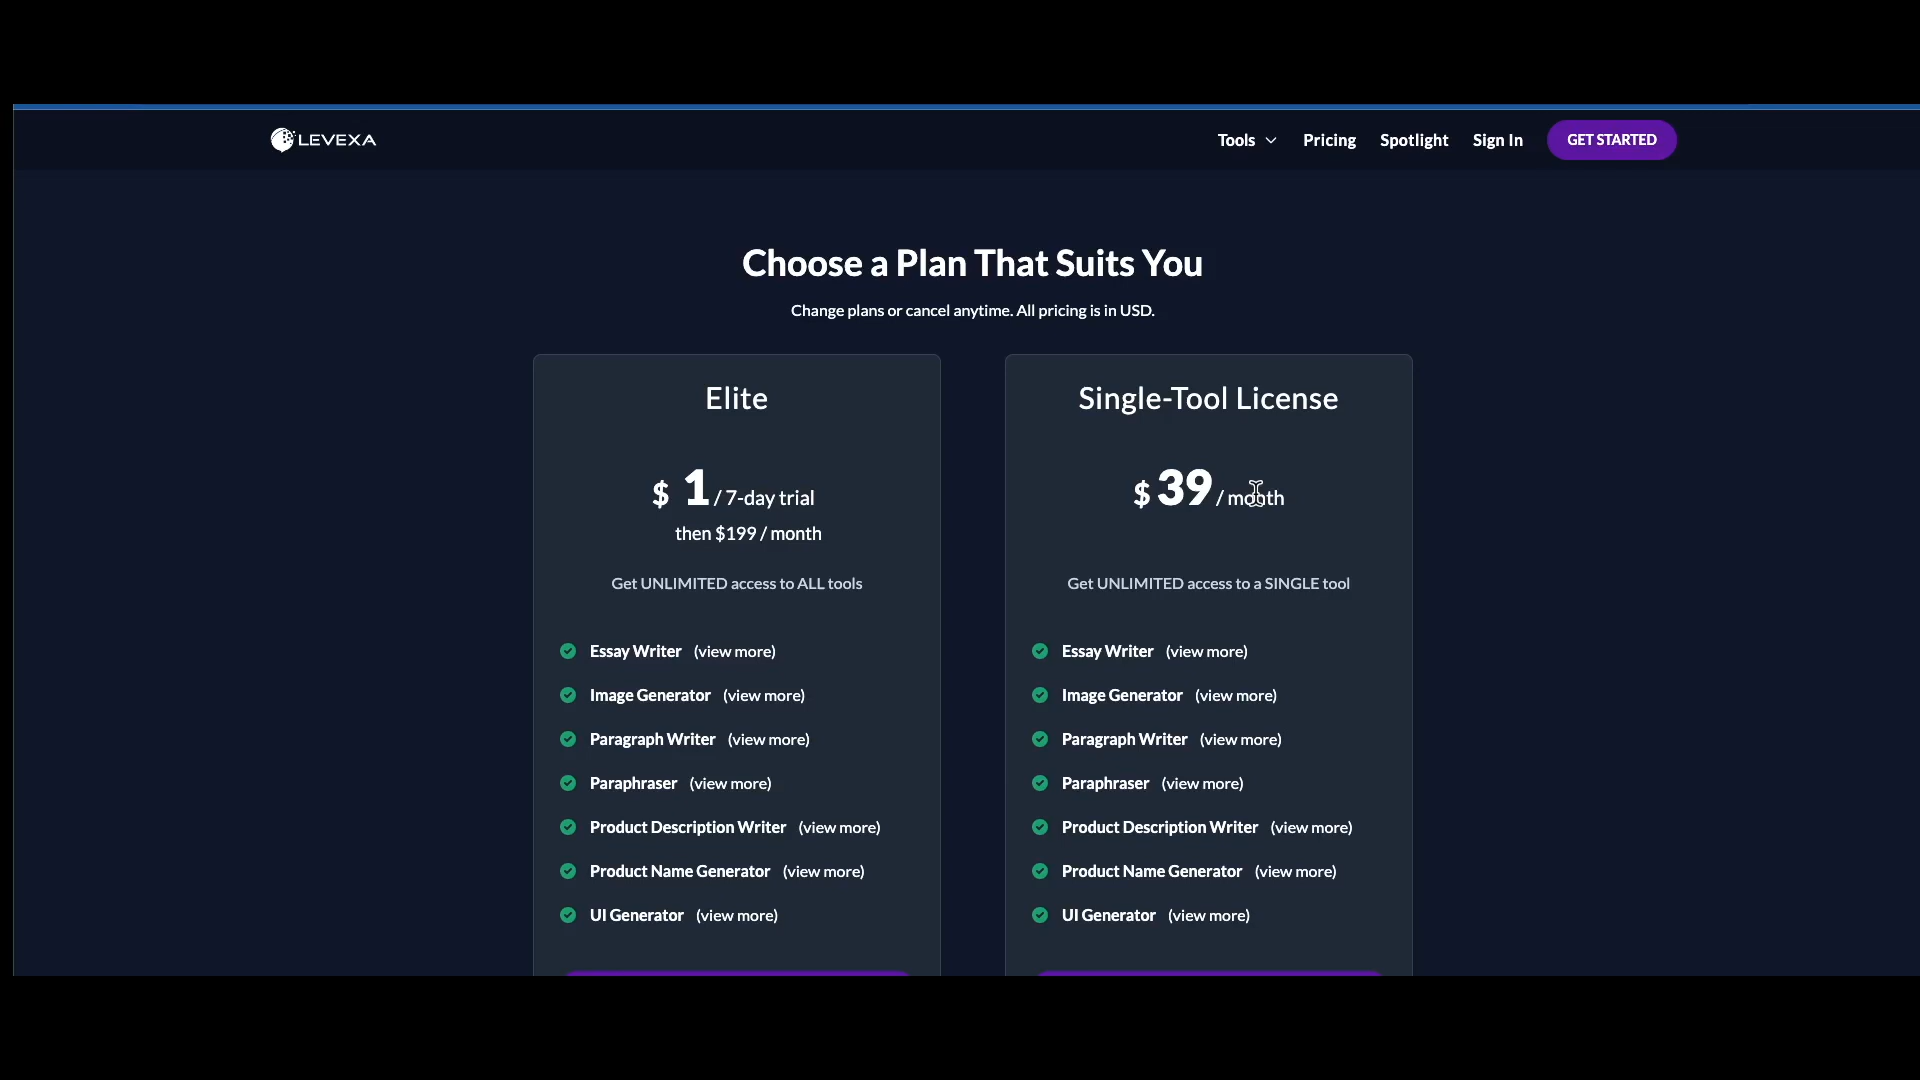 LEVEXA
Tools Pricing Spotlight Sign In GET STARTED
Choose a Plan That Suits You
Change plans or cancel anytime. All pricing is in USD.
Elite
$ 1 / 7-day trial
then $199 / month
Get UNLIMITED access to ALL tools
Essay Writer (view more)
Image Generator (view more)
Paragraph Writer (view more)
Paraphraser (view more)
Product Description Writer (view more)
Product Name Generator (view more)
UI Generator (view more)
Single-Tool License
$ 39 / month
Get UNLIMITED access to a SINGLE tool
Essay Writer (view more)
Image Generator (view more)
Paragraph Writer (view more)
Paraphraser (view more)
Product Description Writer (view more)
Product Name Generator (view more)
UI Generator (view more)